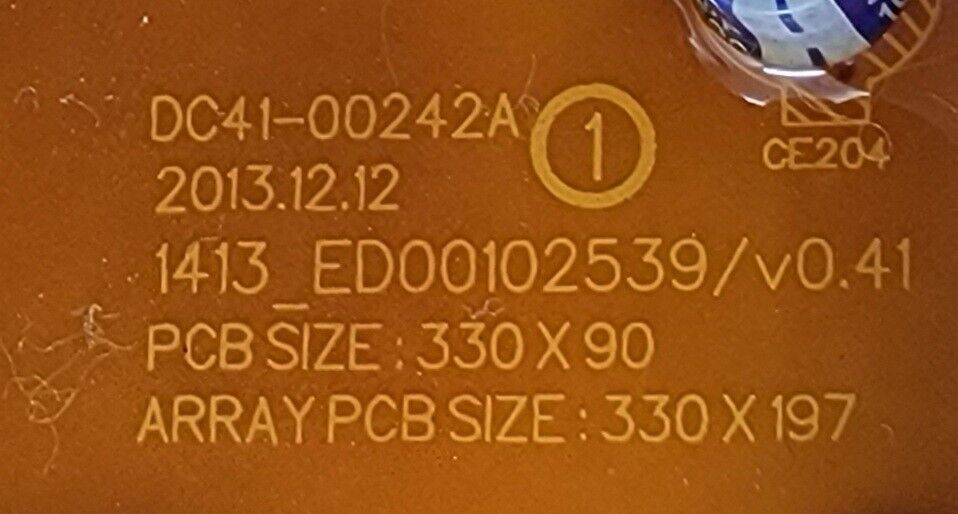 DC41-00242A 1
CE204
2013.12.12
1413_ED00102539/v0.41
PCB SIZE : 330 X 90
ARRAY PCB SIZE : 330 X 197